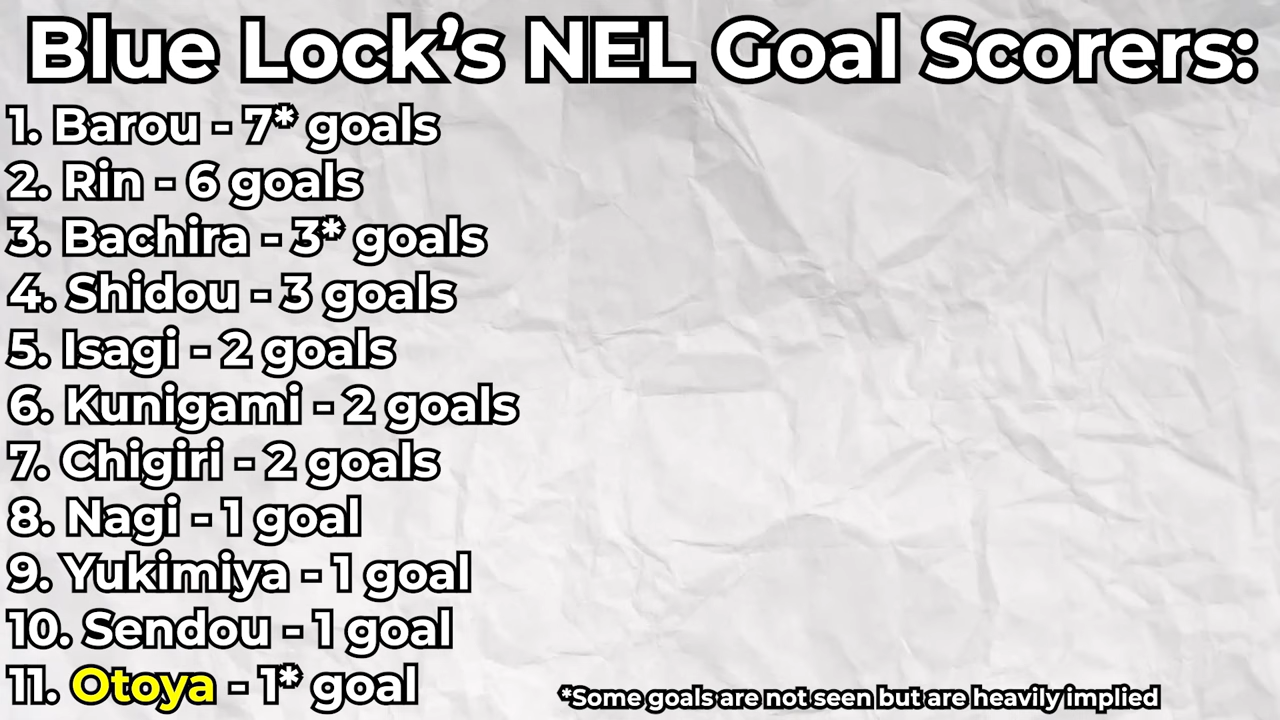 Blue Lock’s NEL Goal Scorers:
1. Barou - 7* goals
2. Rin - 6 goals
3. Bachira - 3* goals
4. Shidou - 3 goals
5. Isagi - 2 goals
6. Kunigami - 2 goals
7. Chigiri - 2 goals
8. Nagi - 1 goal
9. Yukimiya - 1 goal
10. Sendou - 1 goal
11. Otoya - 1* goal
*Some goals are not seen but are heavily implied